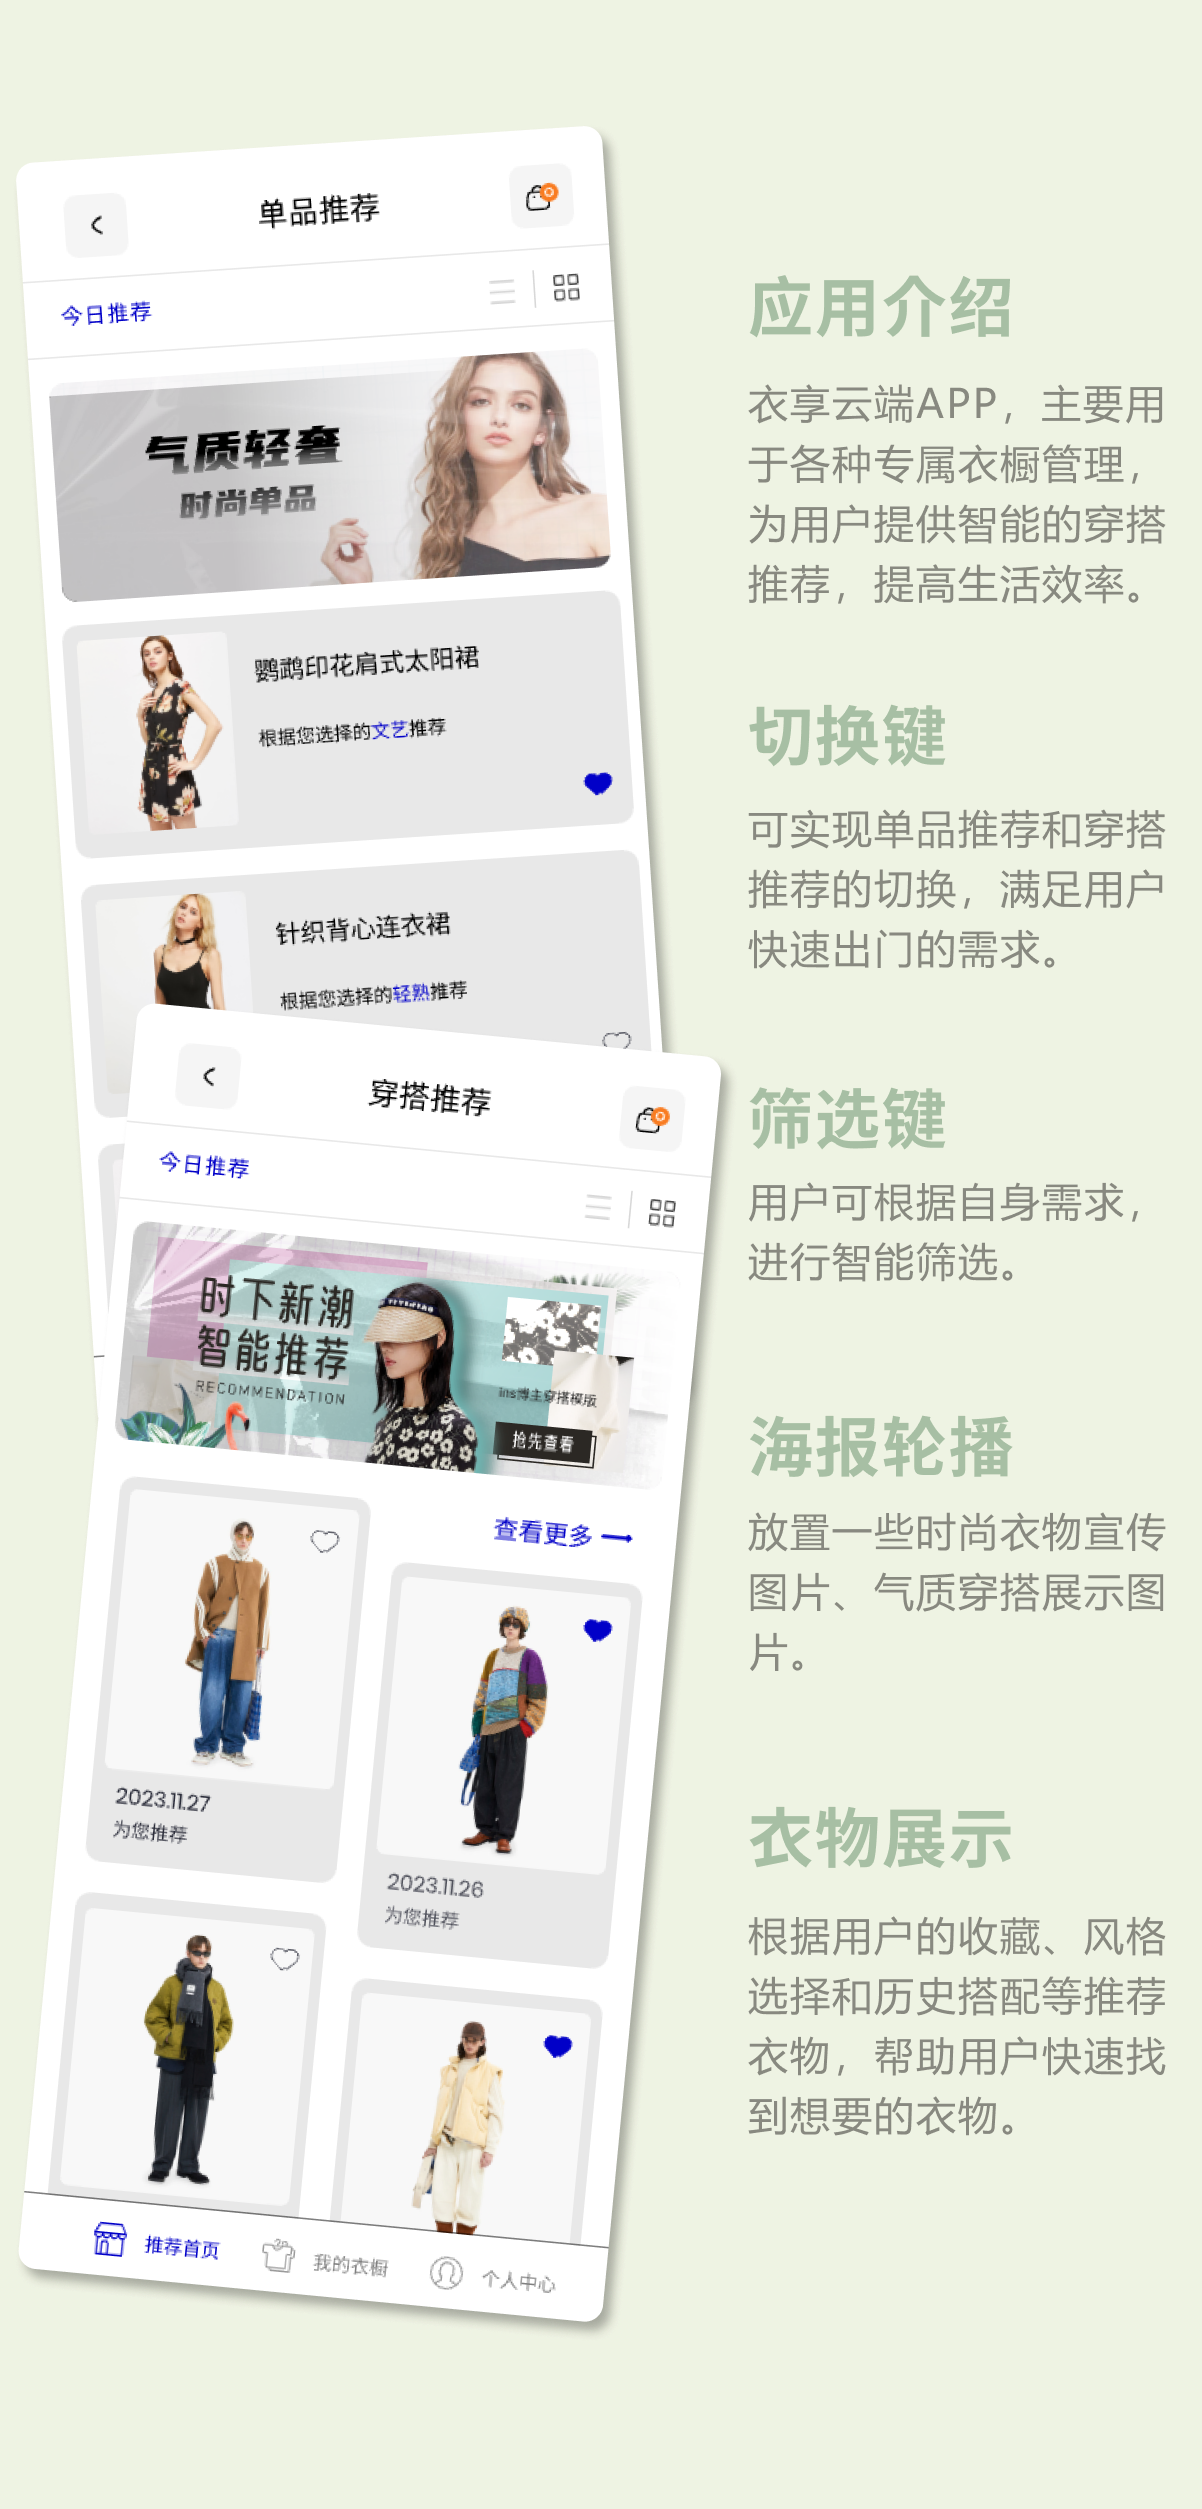 单品推荐
今日推荐
气质轻奢
时尚单品
鹦鹉印花肩式太阳裙
根据您选择的文艺推荐
针织背心连衣裙
根据您选择的轻熟推荐
穿搭推荐
今日推荐
时下新潮
智能推荐
RECOMMENDATION
ins博主穿搭模版
抢先查看
查看更多
2023.11.27
为您推荐
2023.11.26
为您推荐
推荐首页
我的衣橱
个人中心
应用介绍
衣享云端APP，主要用
于各种专属衣橱管理，
为用户提供智能的穿搭
推荐，提高生活效率。
切换键
可实现单品推荐和穿搭
推荐的切换，满足用户
快速出门的需求。
筛选键
用户可根据自身需求，
进行智能筛选。
海报轮播
放置一些时尚衣物宣传
图片、气质穿搭展示图
片。
衣物展示
根据用户的收藏、风格
选择和历史搭配等推荐
衣物，帮助用户快速找
到想要的衣物。